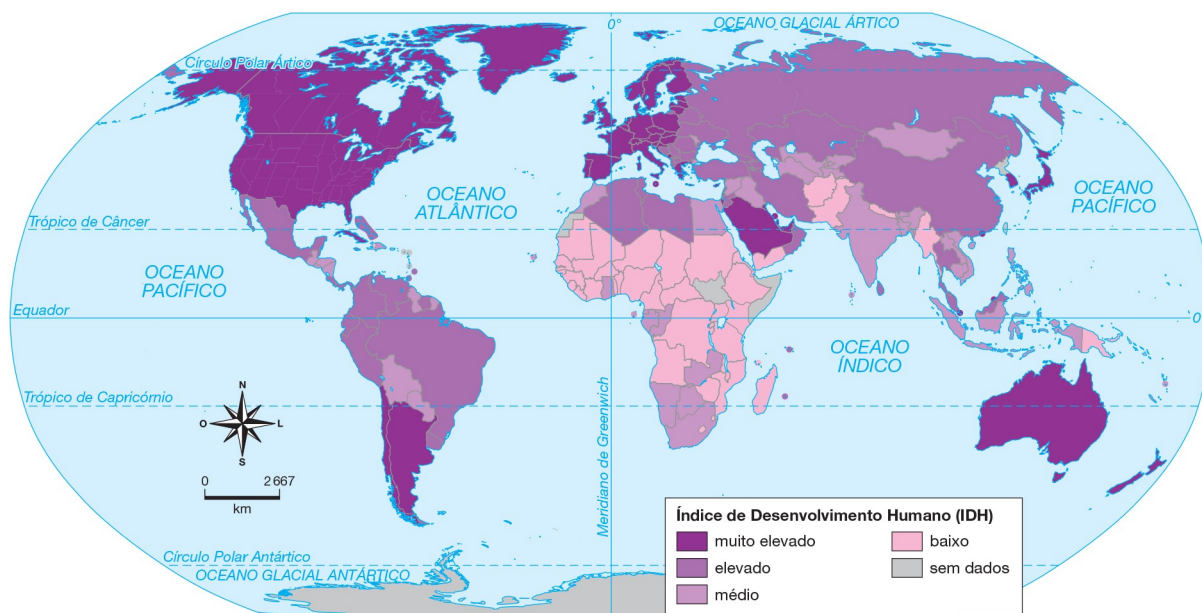 0°
OCEANO GLACIAL ÁRTICO
Círculo Polar Ártico
OCEANO
ATLÂNTICO
OCEANO
PACÍFICO
Trópico de Câncer
OCEANO
PACÍFICO
Equador
0°
OCEANO
ÍNDICO
Trópico de Capricórnio
Meridiano de Greenwich
N
O
L
S
0 2 667
km
Círculo Polar Antártico
OCEANO GLACIAL ANTÁRTICO
Índice de Desenvolvimento Humano (IDH)
muito elevado
elevado
médio
baixo
sem dados